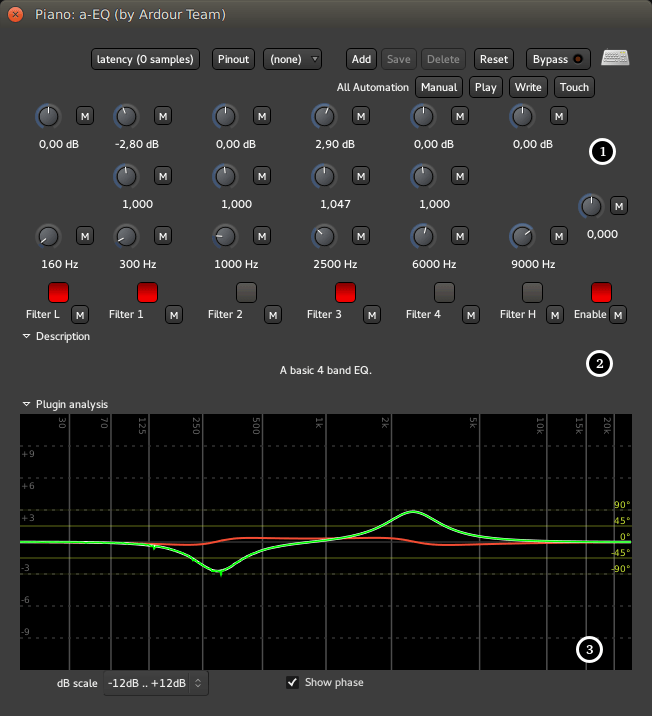 Piano: a-EQ (by Ardour Team)
latency (0 samples) Pinout (none) Add Save Delete Reset Bypass
All Automation Manual Play Write Touch
M M M M M M
0,00 dB -2,80 dB 0,00 dB 2,90 dB 0,00 dB 0,00 dB
1
M M M M
1,000 1,000 1,047 1,000
M
0,000
M M M M M M
160 Hz 300 Hz 1000 Hz 2500 Hz 6000 Hz 9000 Hz
Filter L M Filter 1 M Filter 2 M Filter 3 M Filter 4 M Filter H M Enable M
Description
2
A basic 4 band EQ.
Plugin analysis
30 70 125 250 500 1k 2k 5k 10k 15k 20k
+9
+6
+3
90°
45°
0°
-45°
-3
-90°
-6
-9
3
dB scale -12dB .. +12dB Show phase